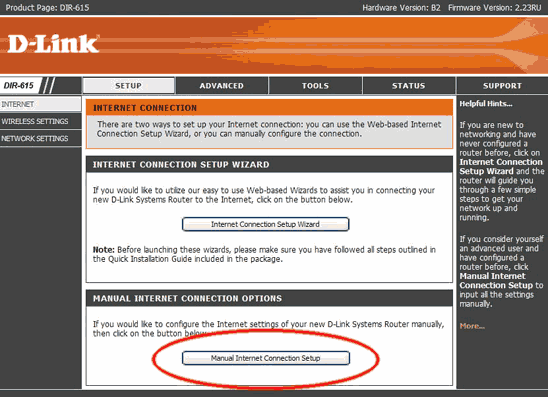 Product Page: DIR-615
Hardware Version: B2 Firmware Version: 2.23RU
D-Link
DIR-615
SETUP
ADVANCED
TOOLS
STATUS
SUPPORT
INTERNET
WIRELESS SETTINGS
NETWORK SETTINGS
INTERNET CONNECTION
There are two ways to set up your Internet connection: you can use the Web-based Internet
Connection Setup Wizard, or you can manually configure the connection.
INTERNET CONNECTION SETUP WIZARD
If you would like to utilize our easy to use Web-based Wizards to assist you in connecting your
new D-Link Systems Router to the Internet, click on the button below.
Internet Connection Setup Wizard
Note: Before launching these wizards, please make sure you have followed all steps outlined in
the Quick Installation Guide included in the package.
MANUAL INTERNET CONNECTION OPTIONS
If you would like to configure the Internet settings of your new D-Link Systems Router manually,
then click on the button below.
Manual Internet Connection Setup
Helpful Hints...
If you are new to
networking and have
never configured a
router before, click on
Internet Connection
Setup Wizard and the
router will guide you
through a few simple
steps to get your
network up and
running.
If you consider yourself
an advanced user and
have configured a
router before, click
Manual Internet
Connection Setup to
input all the settings
manually.
More...